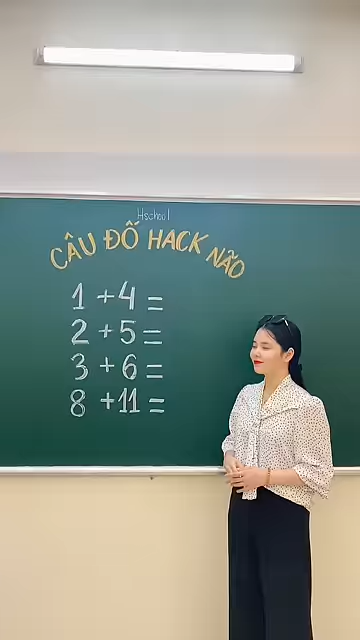 Hschool
CÂU ĐỐ HACK NÃO
1 + 4 =
2 + 5 =
3 + 6 =
8 + 11 =